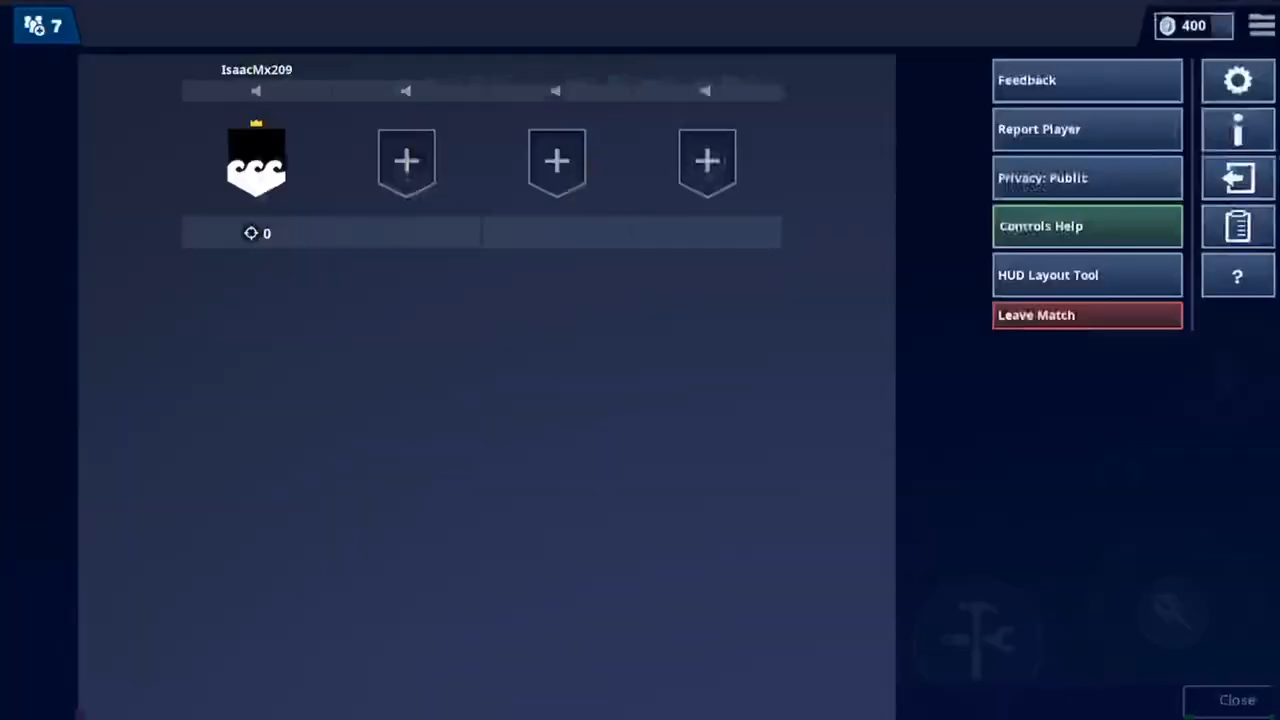 7
400
IsaacMx209
Feedback
Report Player
Privacy: Public
Controls Help
HUD Layout Tool
?
Leave Match
0
Close